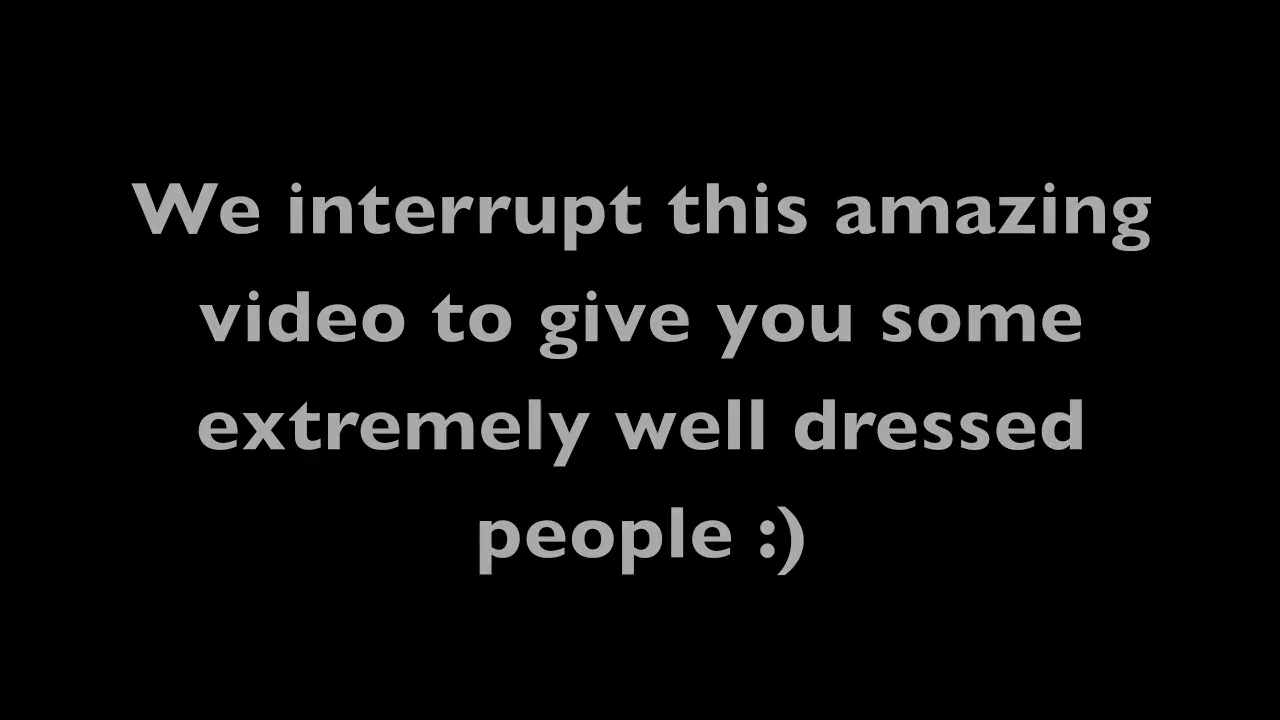 We interrupt this amazing
video to give you some
extremely well dressed
people :)